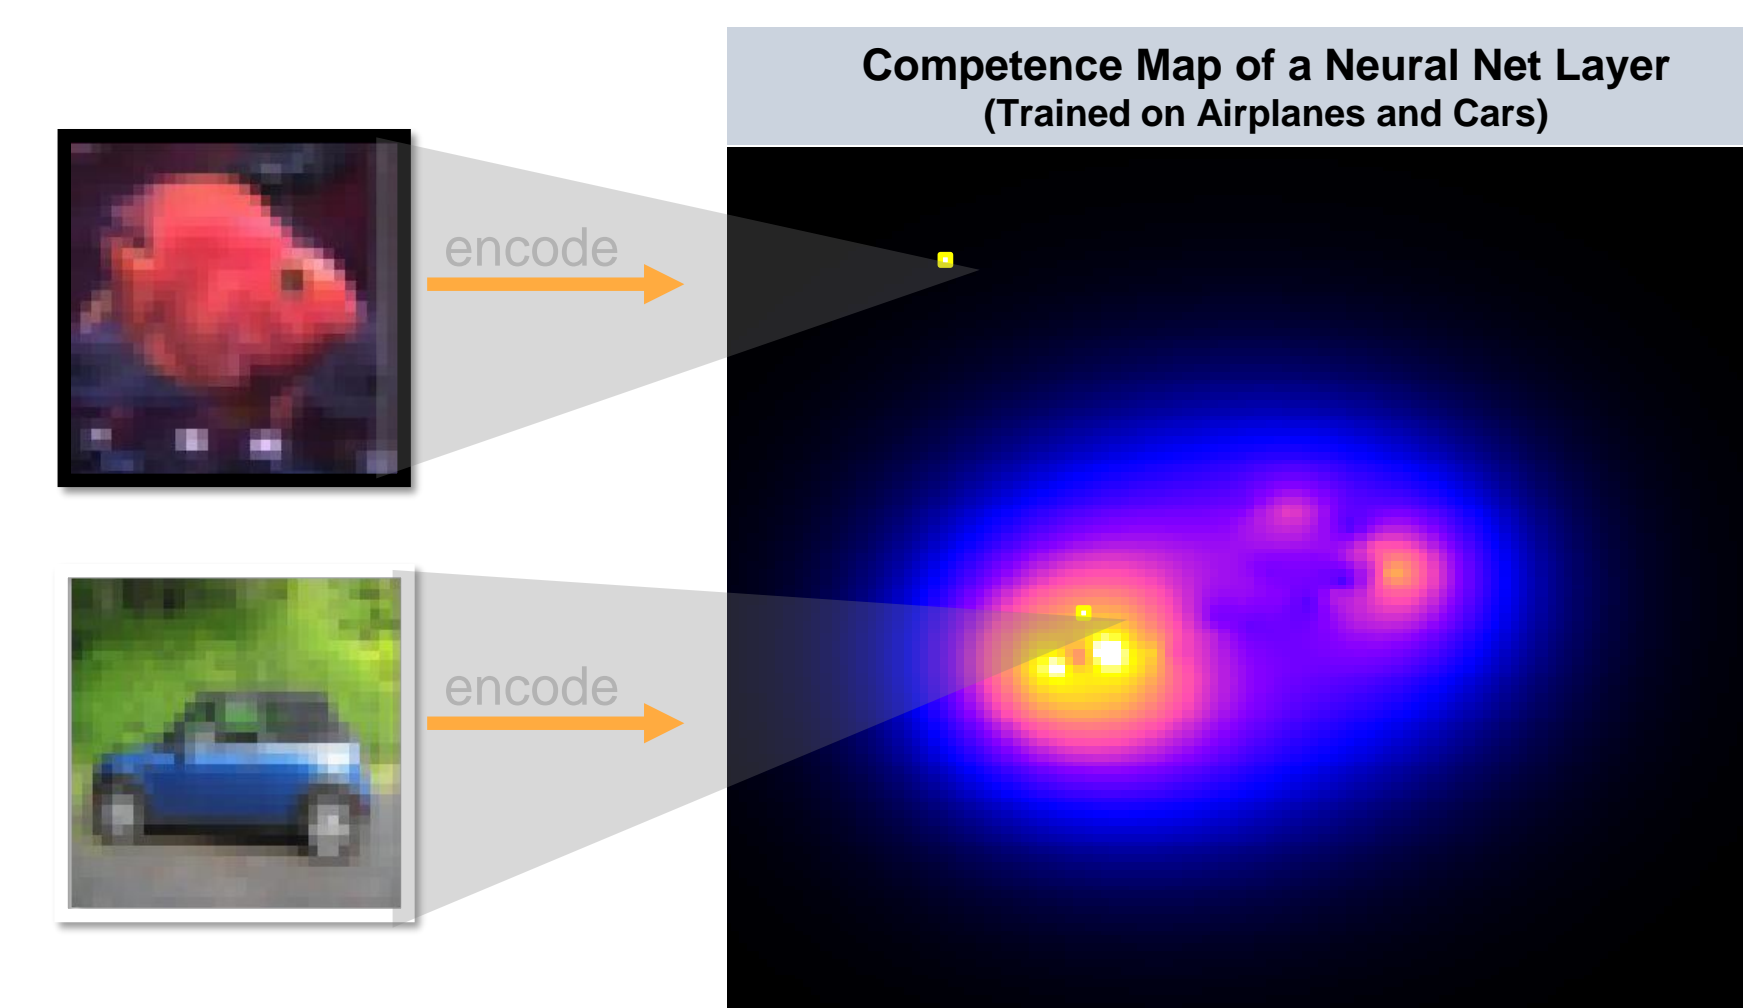 Competence Map of a Neural Net Layer
(Trained on Airplanes and Cars)
encode
encode